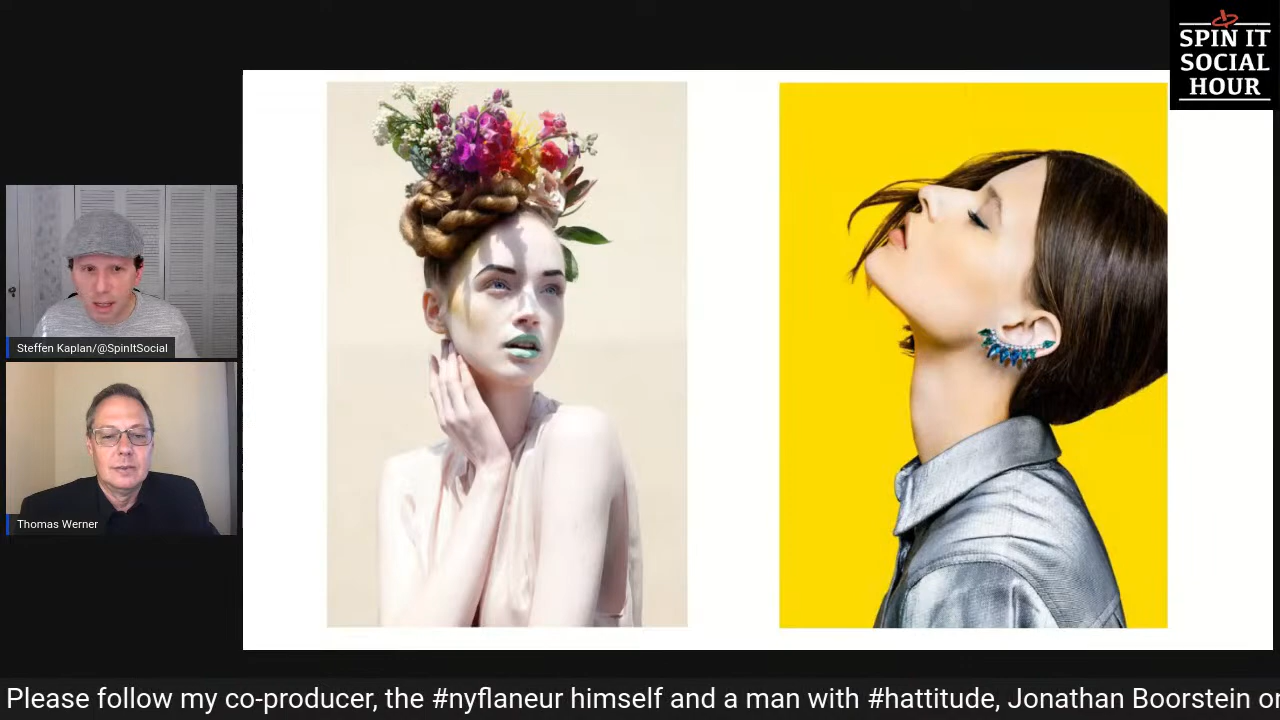 SPIN IT
SOCIAL
HOUR
Steffen Kaplan/@SpinItSocial
Thomas Werner
Please follow my co-producer, the #nyflaneur himself and a man with #hattitude, Jonathan Boorstein